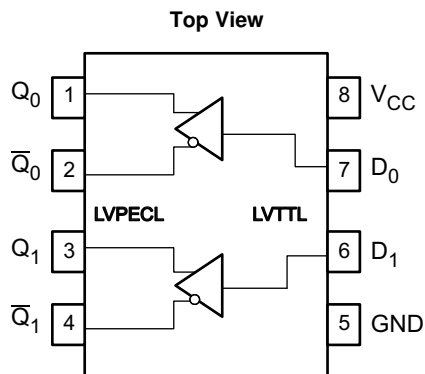 Top View
Q0 1 8 VCC
Q̅0 2 7 D0
LVPECL LVTTL
Q1 3 6 D1
Q̅1 4 5 GND